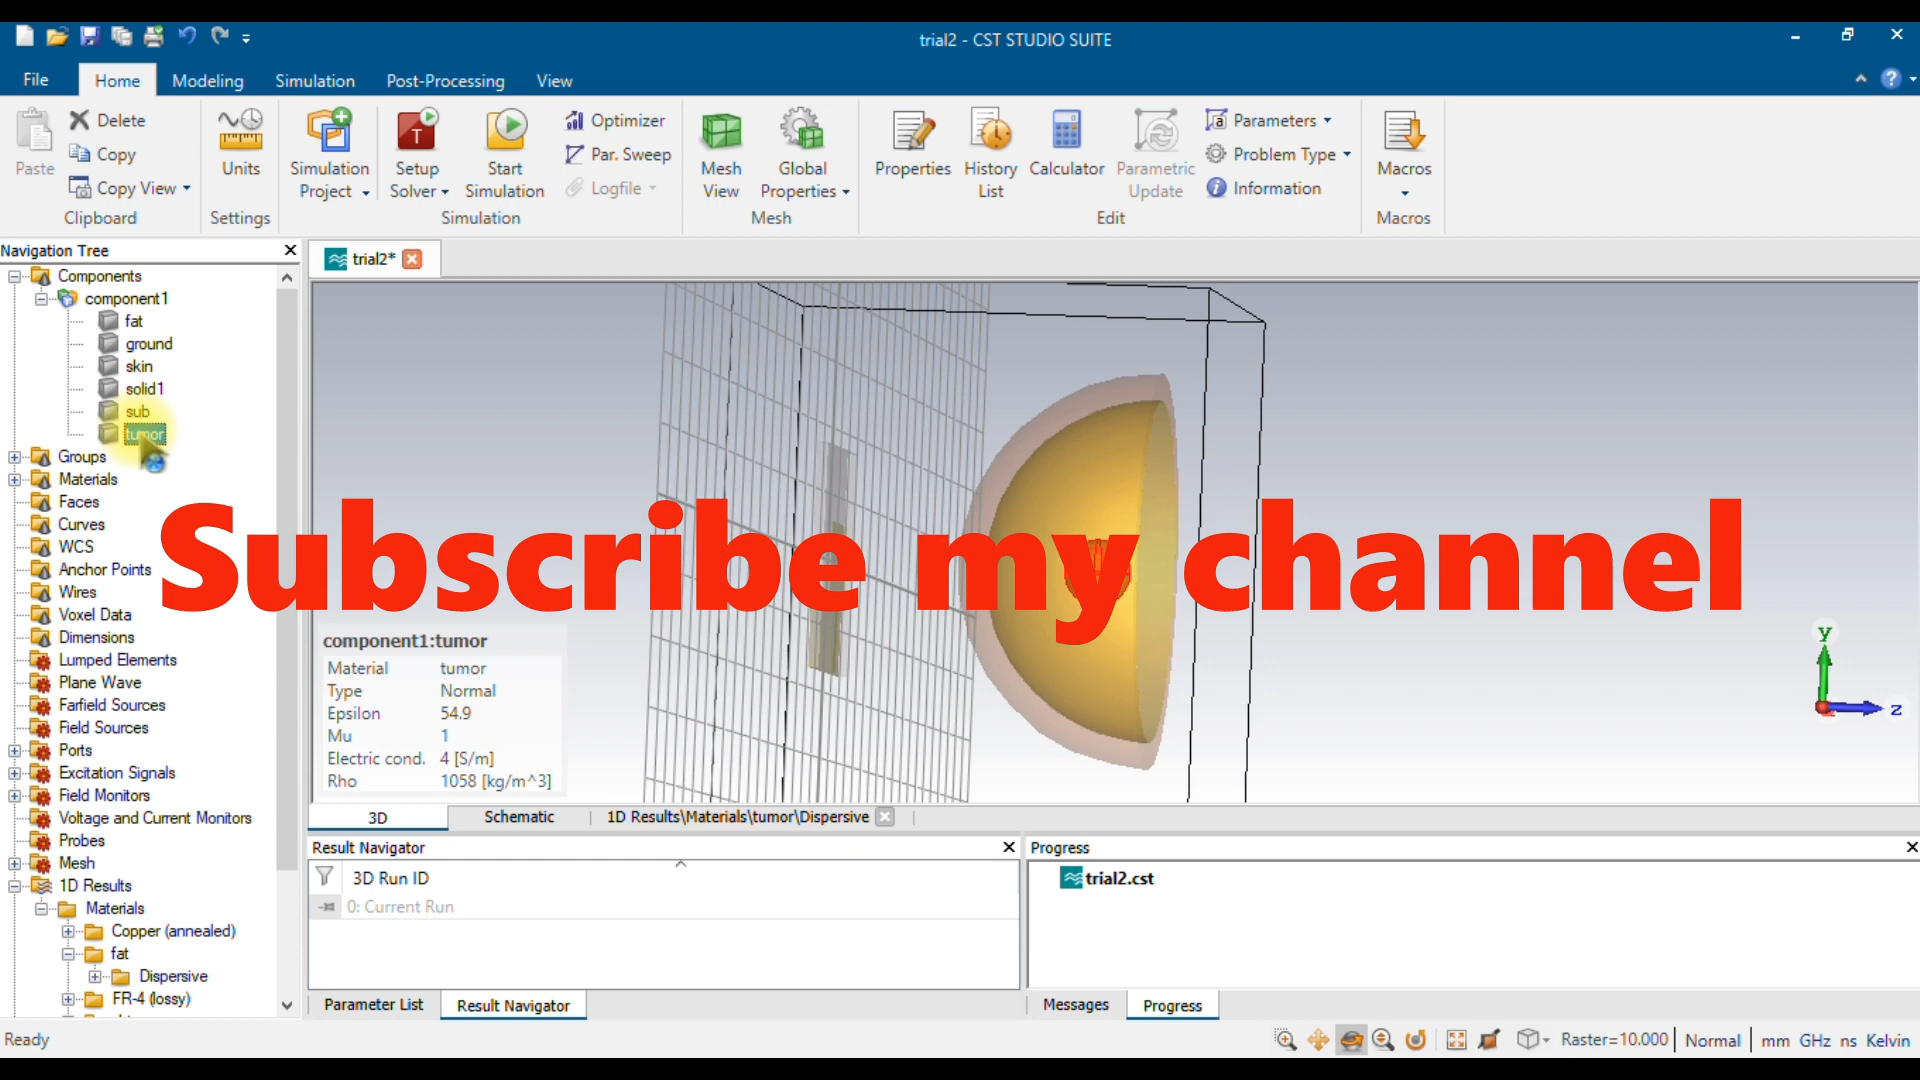 trial2 - CST STUDIO SUITE
File Home Modeling Simulation Post-Processing View
Paste
Delete
Copy
Copy View
Clipboard
Units
Settings
Simulation Project
Setup Solver
Start Simulation
Optimizer
Par. Sweep
Logfile
Simulation
Mesh View
Global Properties
Mesh
Properties
History List
Calculator
Parametric Update
Parameters
Problem Type
Information
Edit
Macros
Macros
Navigation Tree
Components
component1
fat
ground
skin
solid1
sub
tumor
Groups
Materials
Faces
Curves
WCS
Anchor Points
Wires
Voxel Data
Dimensions
Lumped Elements
Plane Wave
Farfield Sources
Field Sources
Ports
Excitation Signals
Field Monitors
Voltage and Current Monitors
Probes
Mesh
1D Results
Materials
Copper (annealed)
fat
Dispersive
FR-4 (lossy)
trial2*
Subscribe my channel
component1:tumor
Material tumor
Type Normal
Epsilon 54.9
Mu 1
Electric cond. 4 [S/m]
Rho 1058 [kg/m^3]
y
z
3D Schematic 1D Results\Materials\tumor\Dispersive
Result Navigator
3D Run ID
0: Current Run
Parameter List Result Navigator
Progress
trial2.cst
Messages Progress
Ready
Raster=10.000 Normal mm GHz ns Kelvin